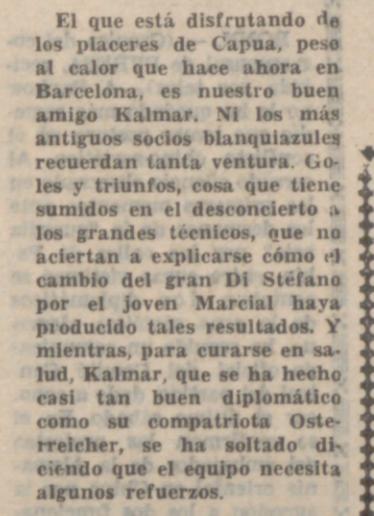 El que está disfrutando de
los placeres de Capua, pese
al calor que hace ahora en
Barcelona, es nuestro buen
amigo Kalmar. Ni los más
antiguos socios blanquiazules
recuerdan tanta ventura. Go-
les y triunfos, cosa que tiene
sumidos en el desconcierto a
los grandes técnicos, que no
aciertan a explicarse cómo el
cambio del gran Di Stéfano
por el joven Marcial haya
producido tales resultados. Y
mientras, para curarse en sa-
lud, Kalmar, que se ha hecho
casi tan buen diplomático
como su compatriota Oste-
rreicher, se ha soltado di-
ciendo que el equipo necesita
algunos refuerzos.